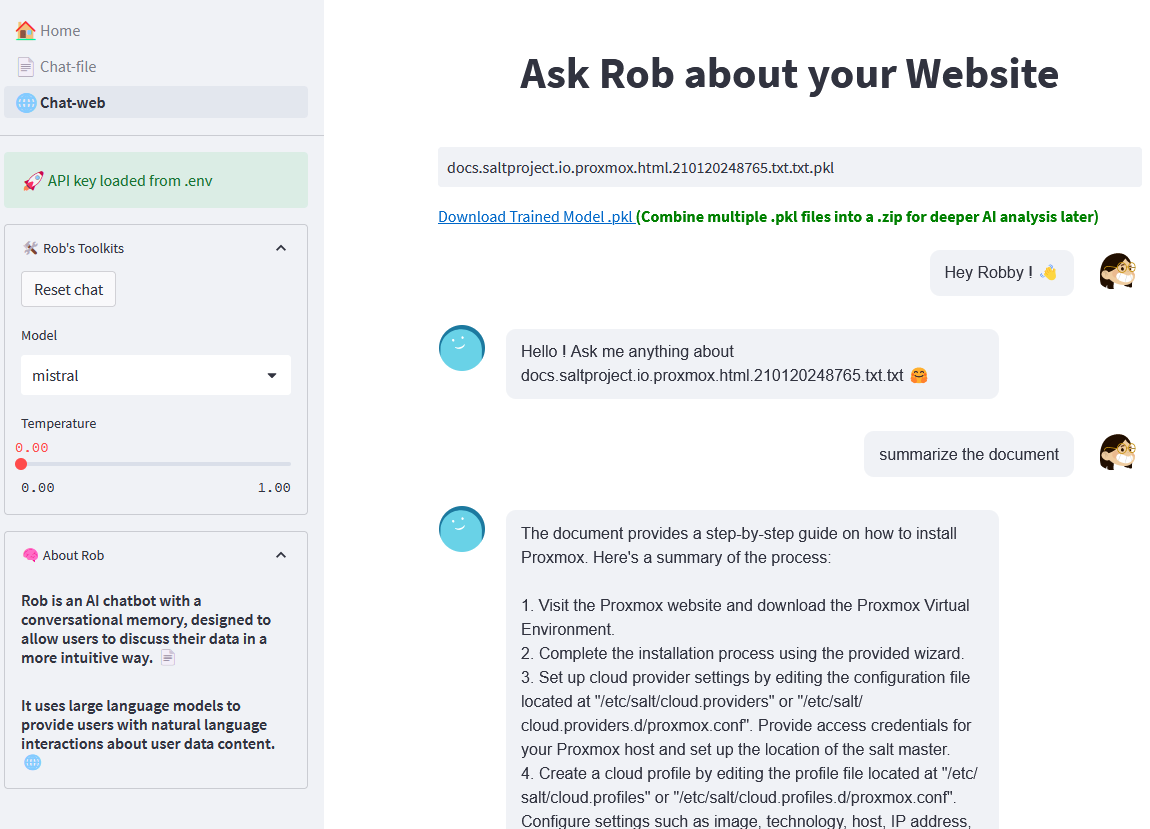 Home
Chat-file
Chat-web
API key loaded from .env
Rob's Toolkits
Reset chat
Model
mistral
Temperature
0.00
0.00 1.00
About Rob
Rob is an AI chatbot with a
conversational memory, designed to
allow users to discuss their data in a
more intuitive way.
It uses large language models to
provide users with natural language
interactions about user data content.
Ask Rob about your Website
docs.saltproject.io.proxmox.html.210120248765.txt.txt.pkl
Download Trained Model .pkl (Combine multiple .pkl files into a .zip for deeper AI analysis later)
Hey Robby !
Hello ! Ask me anything about
docs.saltproject.io.proxmox.html.210120248765.txt.txt
summarize the document
The document provides a step-by-step guide on how to install
Proxmox. Here's a summary of the process:
1. Visit the Proxmox website and download the Proxmox Virtual
Environment.
2. Complete the installation process using the provided wizard.
3. Set up cloud provider settings by editing the configuration file
located at "/etc/salt/cloud.providers" or "/etc/salt/
cloud.providers.d/proxmox.conf". Provide access credentials for
your Proxmox host and set up the location of the salt master.
4. Create a cloud profile by editing the profile file located at "/etc/
salt/cloud.profiles" or "/etc/salt/cloud.profiles.d/proxmox.conf".
Configure settings such as image, technology, host, IP address,